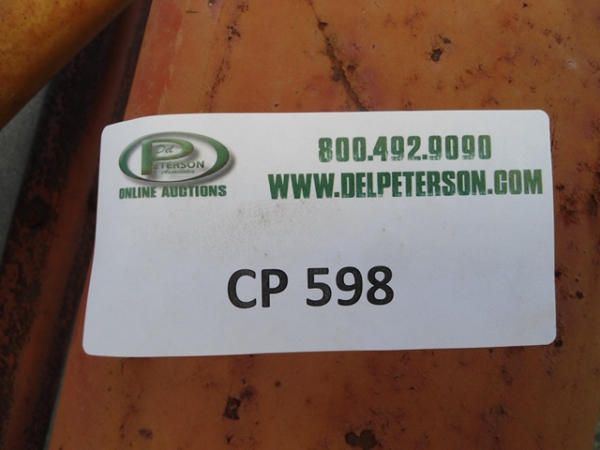 Del
PETERSON
ONLINE AUCTIONS
800.492.9090
WWW.DELPETERSON.COM
CP 598